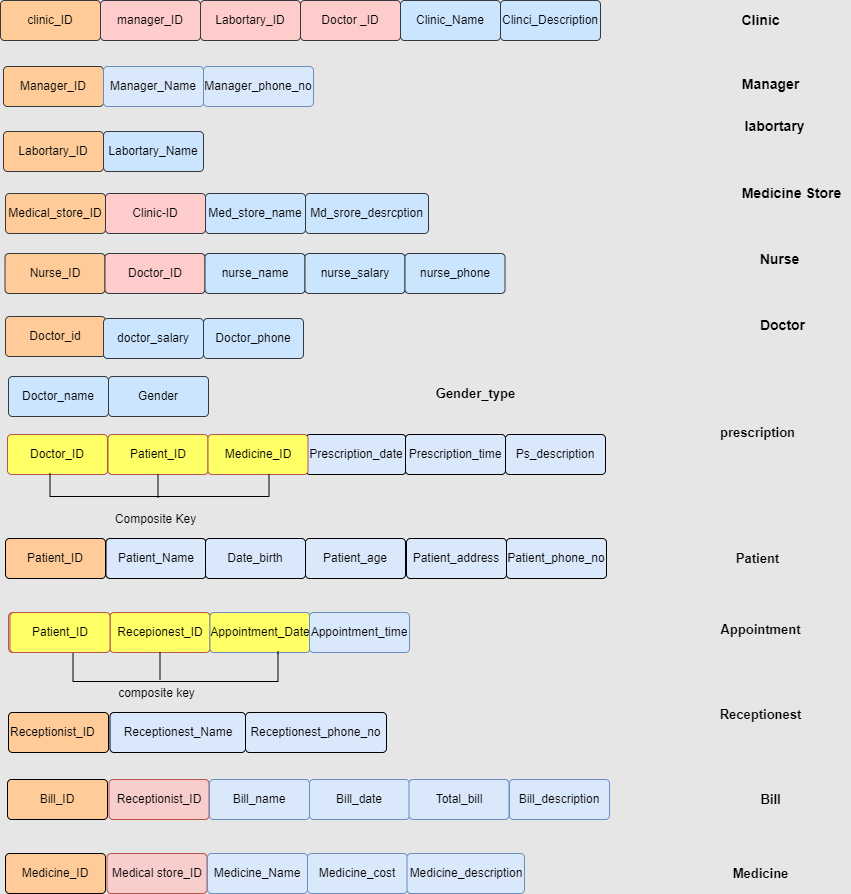 clinic_ID manager_ID Labortary_ID Doctor _ID Clinic_Name Clinci_Description Clinic
Manager_ID Manager_Name Manager_phone_no Manager
labortary
Labortary_ID Labortary_Name
Medical_store_ID Clinic-ID Med_store_name Md_srore_desrcption Medicine Store
Nurse_ID Doctor_ID nurse_name nurse_salary nurse_phone Nurse
Doctor_id doctor_salary Doctor_phone Doctor
Doctor_name Gender Gender_type
prescription
Doctor_ID Patient_ID Medicine_ID Prescription_date Prescription_time Ps_description
Composite Key
Patient_ID Patient_Name Date_birth Patient_age Patient_address Patient_phone_no Patient
Patient_ID Recepionest_ID Appointment_Date Appointment_time Appointment
composite key
Receptionist_ID Receptionest_Name Receptionest_phone_no Receptionest
Bill_ID Receptionist_ID Bill_name Bill_date Total_bill Bill_description Bill
Medicine_ID Medical store_ID Medicine_Name Medicine_cost Medicine_description Medicine